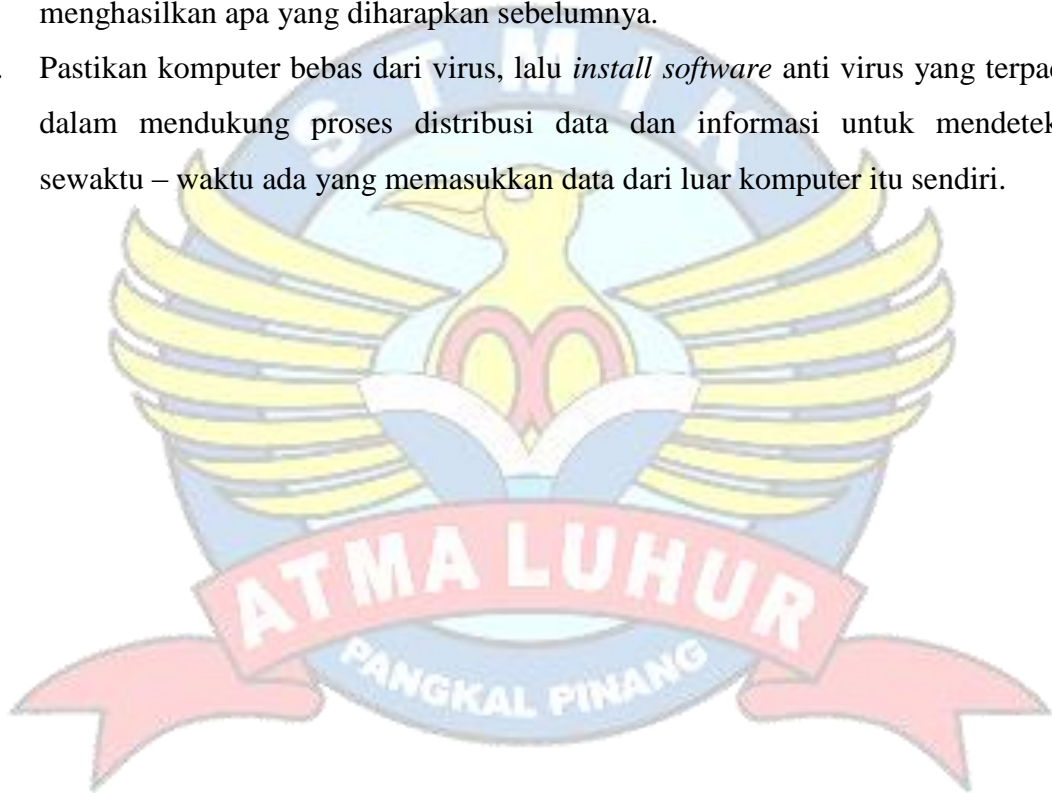 menghasilkan apa yang diharapkan sebelumnya.
. Pastikan komputer bebas dari virus, lalu install software anti virus yang
dalam mendukung proses distribusi data dan informasi untuk
sewaktu – waktu ada yang memasukkan data dari luar komputer itu sendiri.
STMIK
ATMA LUHUR
PANGKAL PINANG